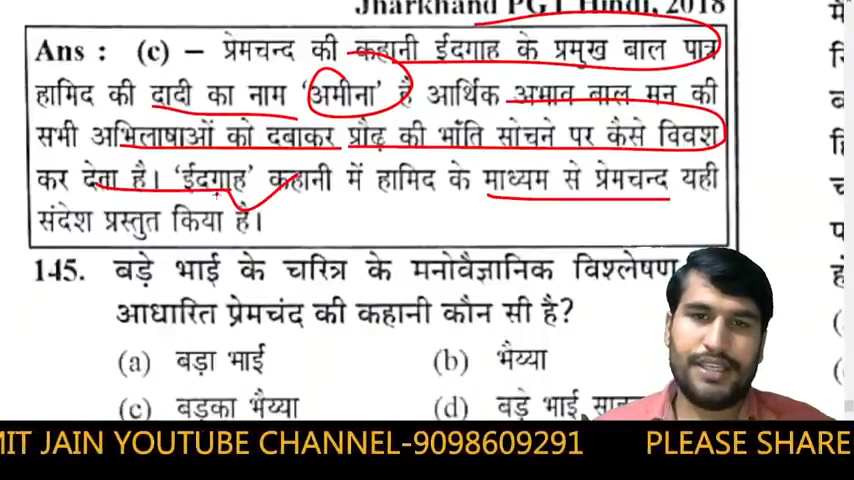 Jharkhand PGT Hindi, 2018
Ans : (c) – प्रेमचन्द की कहानी ईदगाह के प्रमुख बाल पात्र
हामिद की दादी का नाम 'अमीना' है आर्थिक अभाव बाल मन की
सभी अभिलाषाओं को दबाकर प्रौढ़ की भाँति सोचने पर कैसे विवश
कर देता है। 'ईदगाह' कहानी में हामिद के माध्यम से प्रेमचन्द यही
संदेश प्रस्तुत किया है।
145. बड़े भाई के चरित्र के मनोवैज्ञानिक विश्लेषण
आधारित प्रेमचंद की कहानी कौन सी है?
(a) बड़ा भाई (b) भैय्या
(c) बड़का भैय्या (d) बड़े भाई
MIT JAIN YOUTUBE CHANNEL-9098609291 PLEASE SHARE